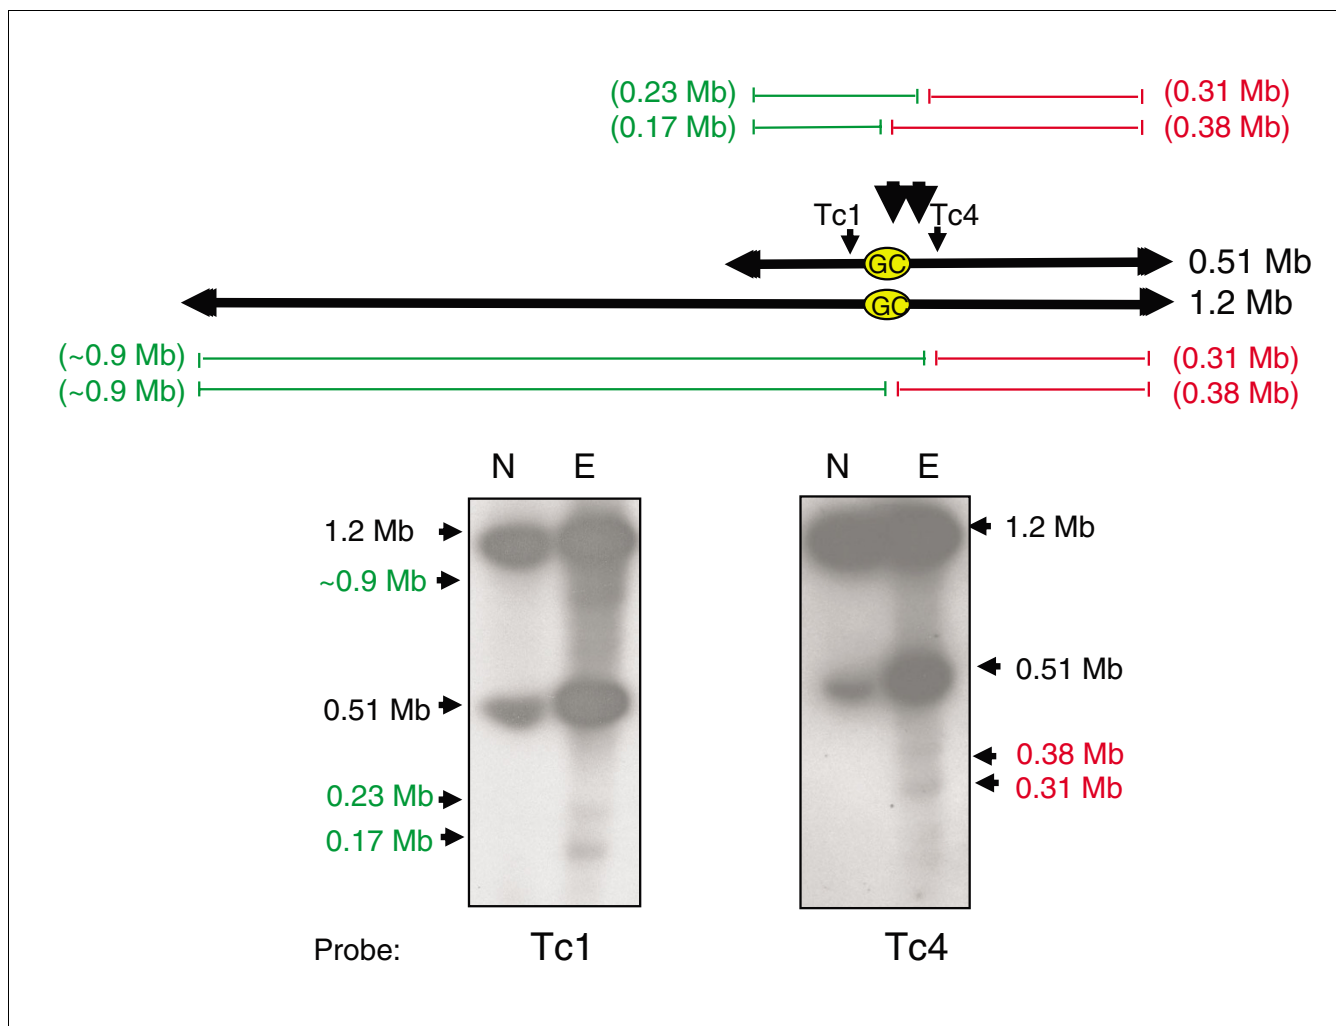 (0.23 Mb) (0.31 Mb)
(0.17 Mb) (0.38 Mb)
Tc1 Tc4
GC 0.51 Mb
GC 1.2 Mb
(~0.9 Mb) (0.31 Mb)
(~0.9 Mb) (0.38 Mb)
N E N E
1.2 Mb 1.2 Mb
~0.9 Mb
0.51 Mb 0.51 Mb
0.38 Mb
0.23 Mb 0.31 Mb
0.17 Mb
Probe: Tc1 Tc4